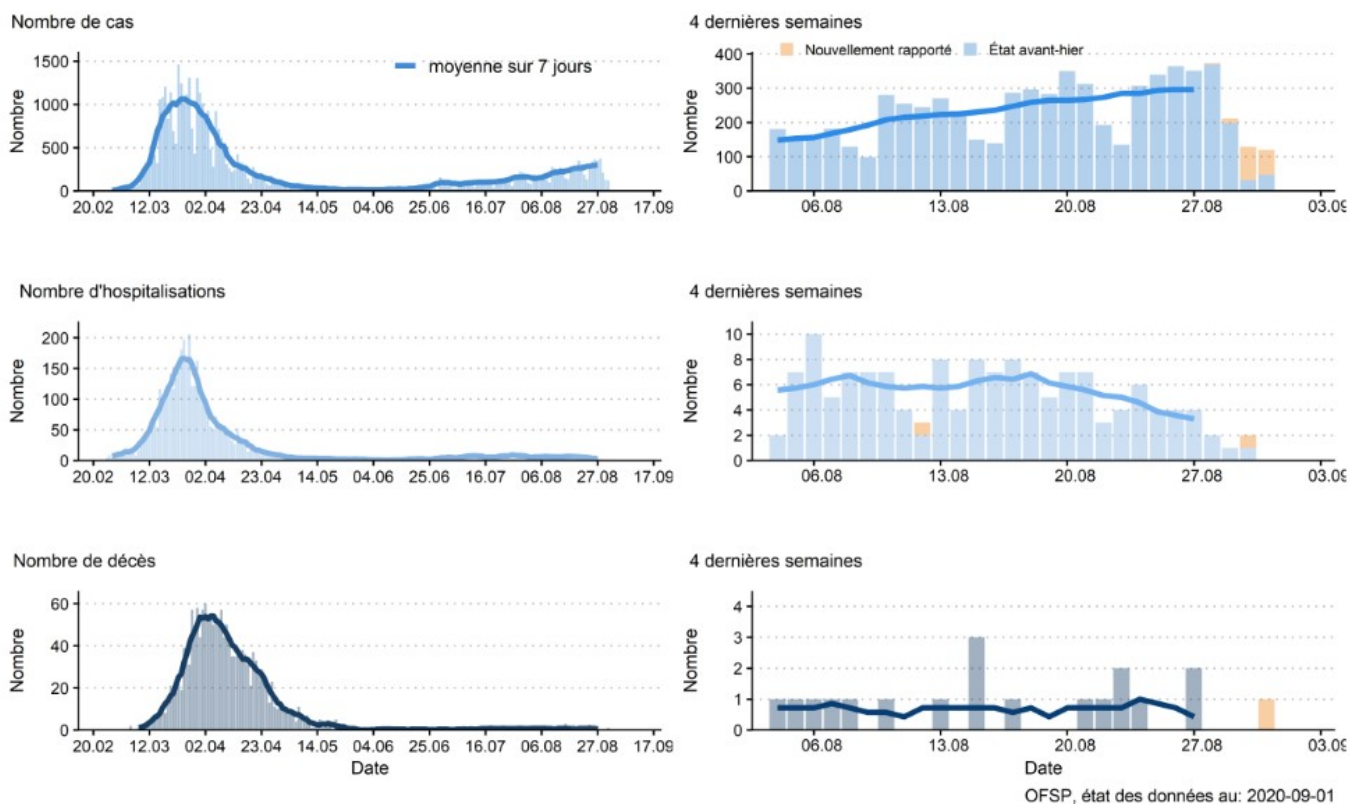 Nombre de cas
Nombre
1500
1000
500
0
moyenne sur 7 jours
20.02 12.03 02.04 23.04 14.05 04.06 25.06 16.07 06.08 27.08 17.09
4 dernières semaines
Nombre
Nouvellement rapporté État avant-hier
400
300
200
100
0
06.08 13.08 20.08 27.08 03.09
Nombre d'hospitalisations
Nombre
200
150
100
50
0
20.02 12.03 02.04 23.04 14.05 04.06 25.06 16.07 06.08 27.08 17.09
4 dernières semaines
Nombre
10
8
6
4
2
0
06.08 13.08 20.08 27.08 03.09
Nombre de décès
Nombre
60
40
20
0
20.02 12.03 02.04 23.04 14.05 04.06 25.06 16.07 06.08 27.08 17.09
Date
4 dernières semaines
Nombre
4
3
2
1
0
06.08 13.08 20.08 27.08 03.09
Date
OFSP, état des données au: 2020-09-01